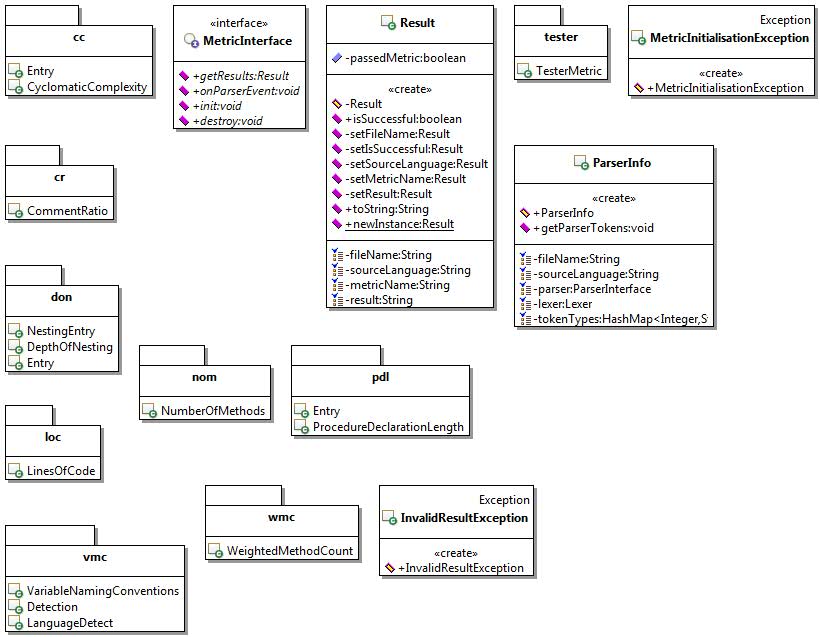 cc
Entry
CyclomaticComplexity
«interface»
MetricInterface
+getResults:Result
+onParserEvent:void
+init:void
+destroy:void
Result
-passedMetric:boolean
«create»
-Result
+isSuccessful:boolean
-setFileName:Result
-setIsSuccessful:Result
-setSourceLanguage:Result
-setMetricName:Result
-setResult:Result
+toString:String
+newInstance:Result
-fileName:String
-sourceLanguage:String
-metricName:String
-result:String
tester
TesterMetric
Exception
MetricInitialisationException
«create»
+MetricInitialisationException
cr
CommentRatio
ParserInfo
«create»
+ParserInfo
+getParserTokens:void
-fileName:String
-sourceLanguage:String
-parser:ParserInterface
-lexer:Lexer
-tokenTypes:HashMap<Integer,S
don
NestingEntry
DepthOfNesting
Entry
nom
NumberOfMethods
pdl
Entry
ProcedureDeclarationLength
loc
LinesOfCode
wmc
WeightedMethodCount
Exception
InvalidResultException
«create»
+InvalidResultException
vmc
VariableNamingConventions
Detection
LanguageDetect